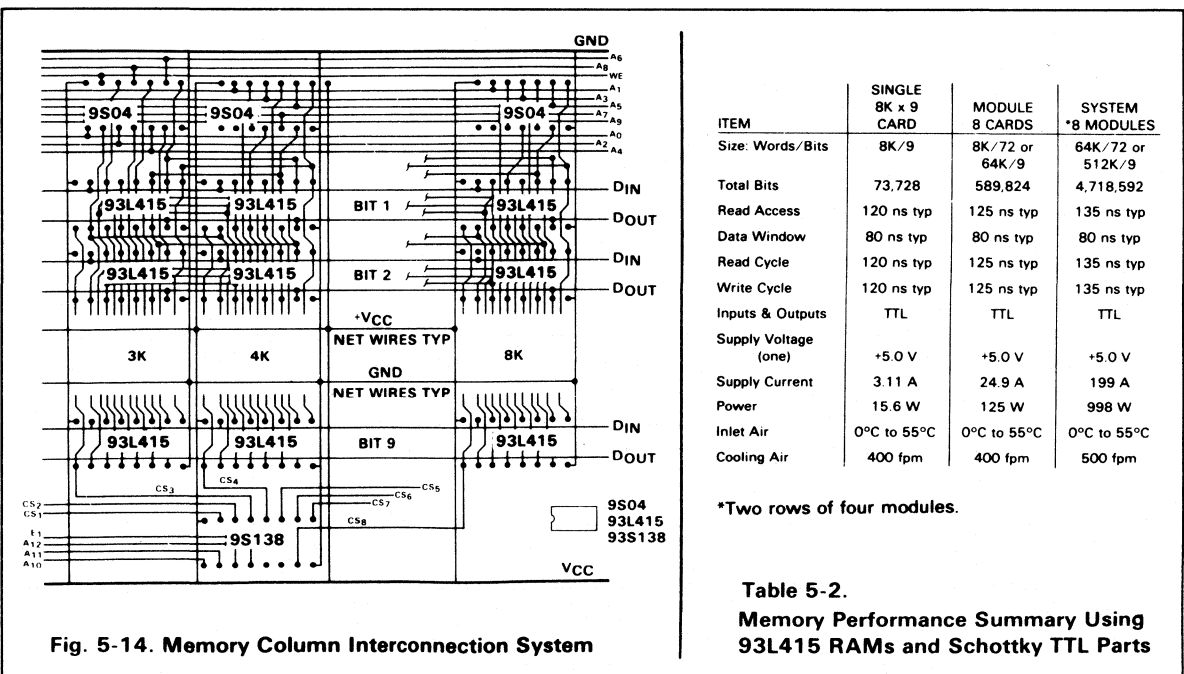 GND
A6
A8
WE
A1
A3
A5
A7
A9
A0
A2
A4
9S04 9S04 9S04
DIN
93L415 93L415 BIT 1 93L415
DOUT
DIN
93L415 93L415 BIT 2 93L415
DOUT
+VCC
NET WIRES TYP
3K 4K 8K
GND
NET WIRES TYP
DIN
93L415 93L415 BIT 9 93L415
DOUT
CS3 CS4 CS5
CS6
CS2 CS7
CS1 CS8
9S04
93L415
93S138
9S138
E1
A12
A11
A10
VCC
Fig. 5-14. Memory Column Interconnection System
ITEM SINGLE 8K x 9 CARD MODULE 8 CARDS SYSTEM *8 MODULES
Size: Words/Bits 8K/9 8K/72 or 64K/9 64K/72 or 512K/9
Total Bits 73,728 589,824 4,718,592
Read Access 120 ns typ 125 ns typ 135 ns typ
Data Window 80 ns typ 80 ns typ 80 ns typ
Read Cycle 120 ns typ 125 ns typ 135 ns typ
Write Cycle 120 ns typ 125 ns typ 135 ns typ
Inputs & Outputs TTL TTL TTL
Supply Voltage (one) +5.0 V +5.0 V +5.0 V
Supply Current 3.11 A 24.9 A 199 A
Power 15.6 W 125 W 998 W
Inlet Air 0°C to 55°C 0°C to 55°C 0°C to 55°C
Cooling Air 400 fpm 400 fpm 500 fpm
*Two rows of four modules.
Table 5-2.
Memory Performance Summary Using
93L415 RAMs and Schottky TTL Parts